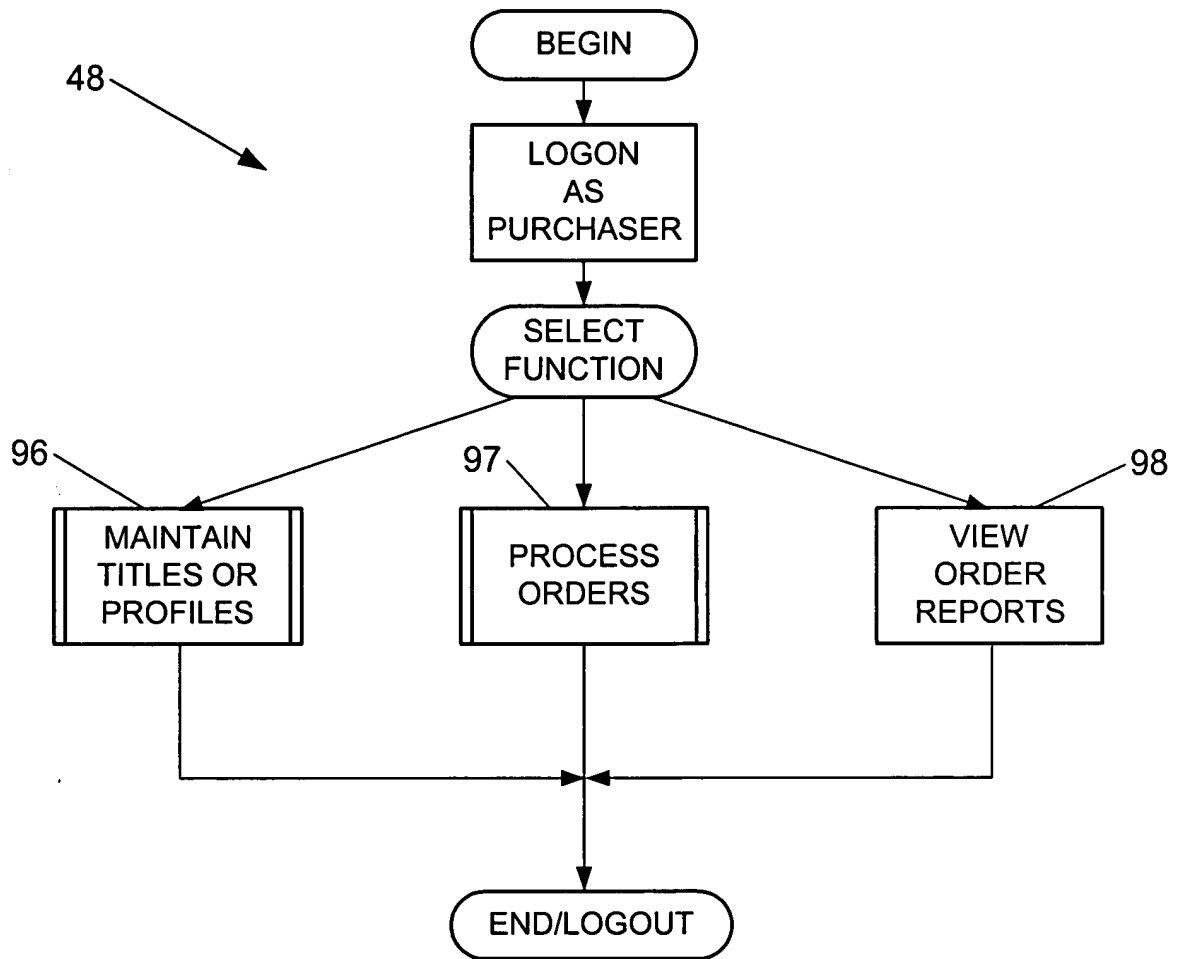 BEGIN
48
LOGON
AS
PURCHASER
SELECT
FUNCTION
96
97
98
MAINTAIN
TITLES OR
PROFILES
PROCESS
ORDERS
VIEW
ORDER
REPORTS
END/LOGOUT